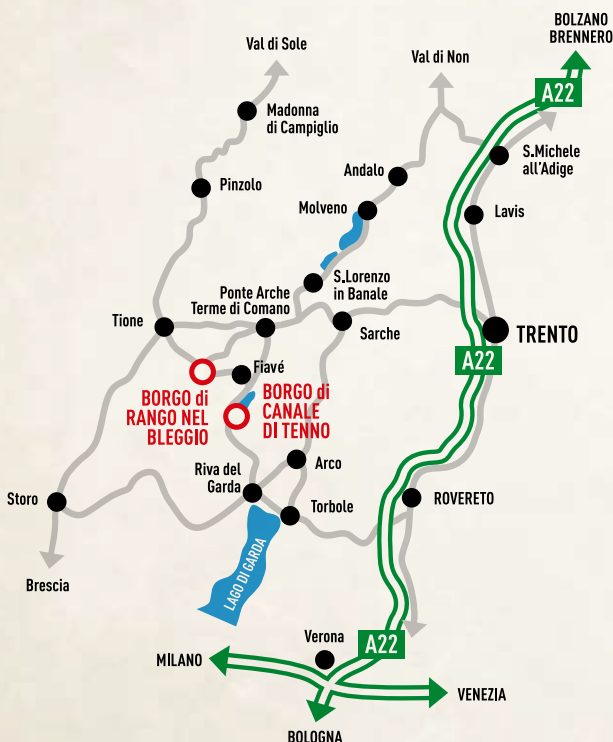 BOLZANO
BRENNERO
Val di Sole
Val di Non
A22
Madonna
di Campiglio
S.Michele
all'Adige
Andalo
Pinzolo
Molveno
Lavis
S.Lorenzo
in Banale
Ponte Arche
Terme di Comano
Tione
Sarche
TRENTO
A22
Fiavé
BORGO di
RANGO NEL
BLEGGIO
BORGO di
CANALE
DI TENNO
Riva del
Garda
Arco
Storo
Torbole
ROVERETO
LAGO DI GARDA
Brescia
Verona
A22
MILANO
VENEZIA
BOLOGNA